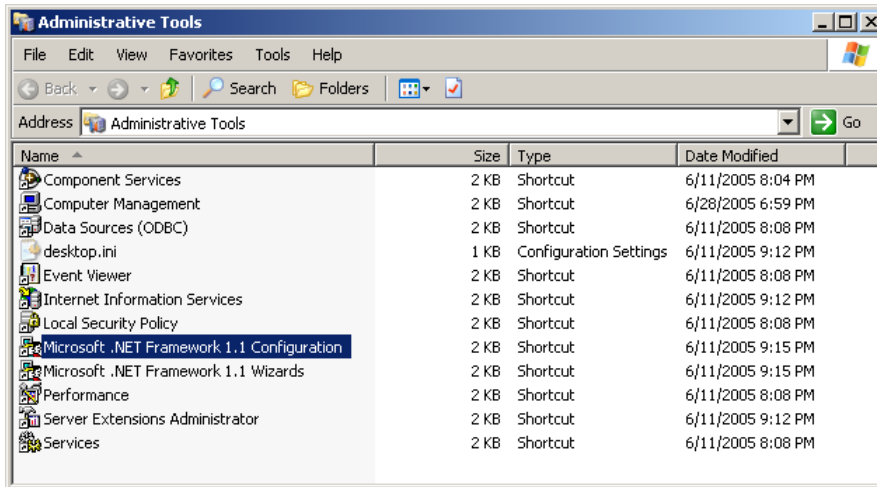 Administrative Tools
File Edit View Favorites Tools Help
Back Search Folders
Address Administrative Tools Go
Name Size Type Date Modified
Component Services 2 KB Shortcut 6/11/2005 8:04 PM
Computer Management 2 KB Shortcut 6/28/2005 6:59 PM
Data Sources (ODBC) 2 KB Shortcut 6/11/2005 8:08 PM
desktop.ini 1 KB Configuration Settings 6/11/2005 9:12 PM
Event Viewer 2 KB Shortcut 6/11/2005 8:08 PM
Internet Information Services 2 KB Shortcut 6/11/2005 9:12 PM
Local Security Policy 2 KB Shortcut 6/11/2005 8:08 PM
Microsoft .NET Framework 1.1 Configuration 2 KB Shortcut 6/11/2005 9:15 PM
Microsoft .NET Framework 1.1 Wizards 2 KB Shortcut 6/11/2005 9:15 PM
Performance 2 KB Shortcut 6/11/2005 8:08 PM
Server Extensions Administrator 2 KB Shortcut 6/11/2005 9:12 PM
Services 2 KB Shortcut 6/11/2005 8:08 PM